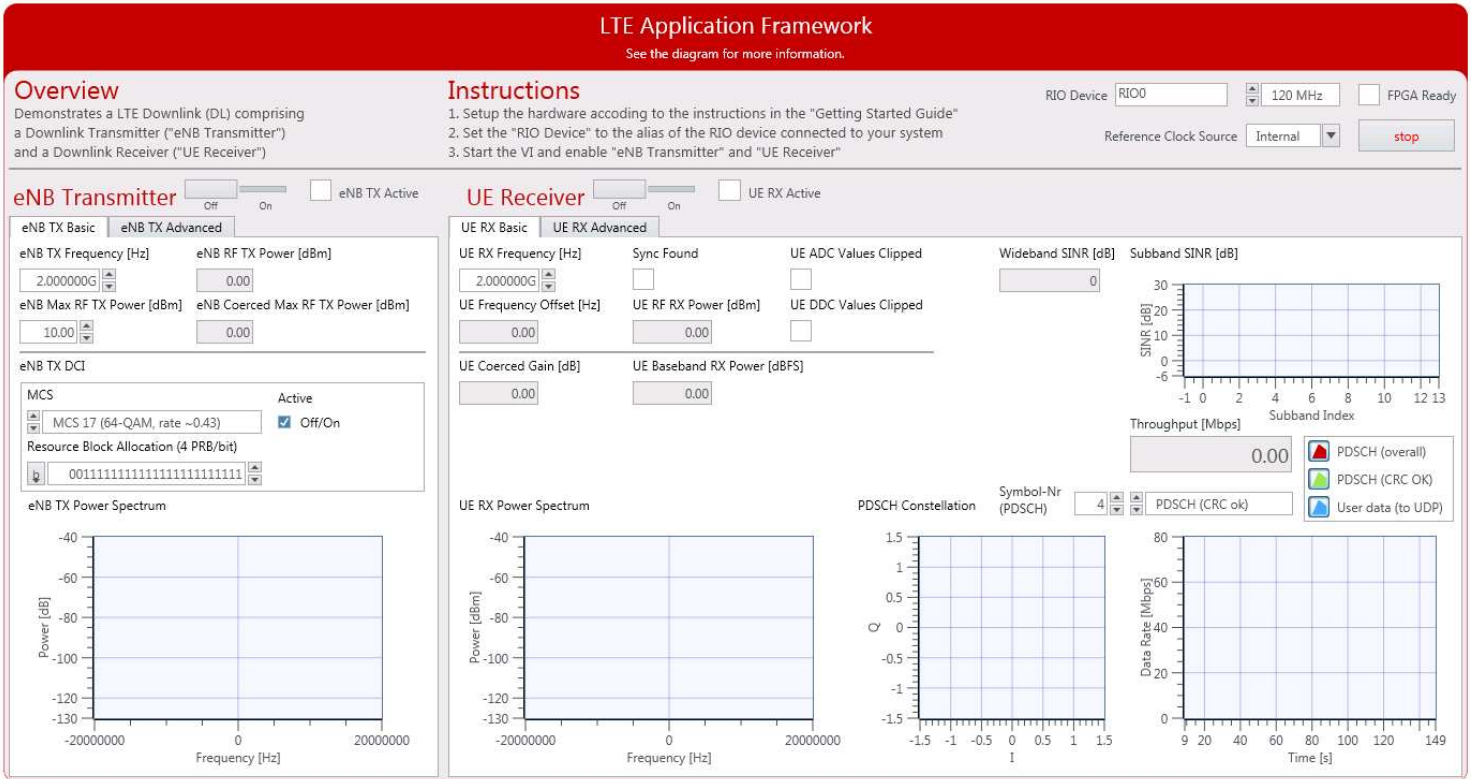 LTE Application Framework
See the diagram for more information.
Overview
Demonstrates a LTE Downlink (DL) comprising
a Downlink Transmitter ("eNB Transmitter")
and a Downlink Receiver ("UE Receiver")
Instructions
1. Setup the hardware accoding to the instructions in the "Getting Started Guide"
2. Set the "RIO Device" to the alias of the RIO device connected to your system
3. Start the VI and enable "eNB Transmitter" and "UE Receiver"
RIO Device RIO0 120 MHz FPGA Ready
Reference Clock Source Internal stop
eNB Transmitter Off On eNB TX Active
eNB TX Basic eNB TX Advanced
eNB TX Frequency [Hz] eNB RF TX Power [dBm]
2.000000G 0.00
eNB Max RF TX Power [dBm] eNB Coerced Max RF TX Power [dBm]
10.00 0.00
eNB TX DCI
MCS Active
MCS 17 (64-QAM, rate ~0.43) Off/On
Resource Block Allocation (4 PRB/bit)
b
eNB TX Power Spectrum
-40
-60
-80
-100
-120
-130
Power [dB]
-20000000 0 20000000
Frequency [Hz]
UE Receiver Off On UE RX Active
UE RX Basic UE RX Advanced
UE RX Frequency [Hz] Sync Found UE ADC Values Clipped
2.000000G
UE Frequency Offset [Hz] UE RF RX Power [dBm] UE DDC Values Clipped
0.00 0.00
UE Coerced Gain [dB] UE Baseband RX Power [dBFS]
0.00 0.00
Wideband SINR [dB] Subband SINR [dB]
0
30
20
10
0
-6
SINR [dB]
-1 0 2 4 6 8 10 12 13
Subband Index
Throughput [Mbps]
0.00
PDSCH (overall)
PDSCH (CRC OK)
User data (to UDP)
UE RX Power Spectrum
-40
-60
-80
-100
-120
-130
Power [dBm]
-20000000 0 20000000
Frequency [Hz]
PDSCH Constellation
Symbol-Nr
(PDSCH) 4 PDSCH (CRC ok)
1.5
1
0.5
0
-0.5
-1
-1.5
Q
-1.5 -1 -0.5 0 0.5 1 1.5
I
80
60
40
20
0
Data Rate [Mbps]
9 20 40 60 80 100 120 149
Time [s]